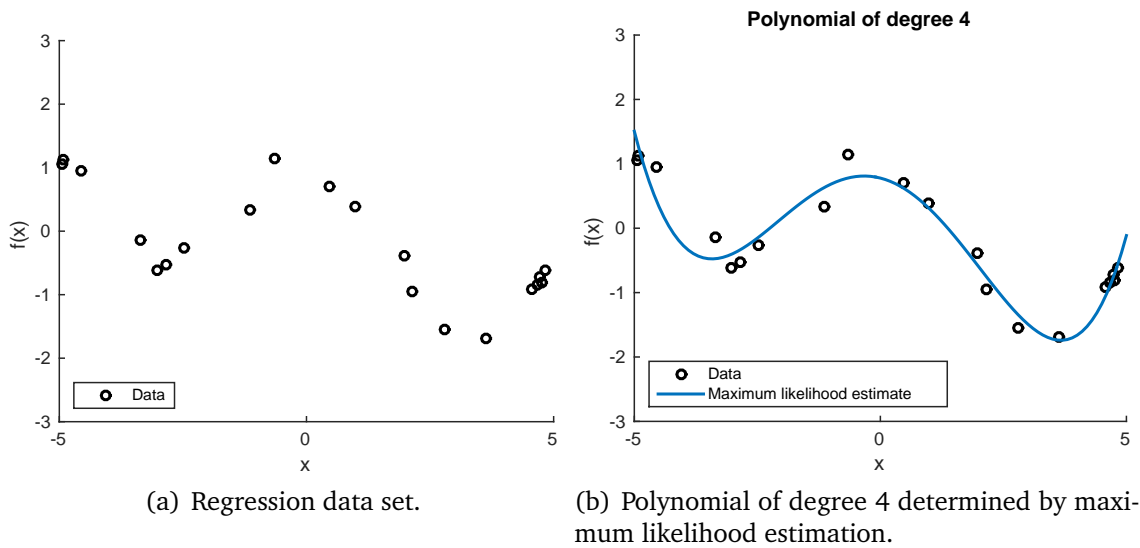 3
2
1
0
-1
-2
-3
f(x)
Data
-5
0
5
x
(a) Regression data set.
Polynomial of degree 4
3
2
1
0
-1
-2
-3
f(x)
Data
Maximum likelihood estimate
-5
0
5
x
(b) Polynomial of degree 4 determined by maxi-
mum likelihood estimation.